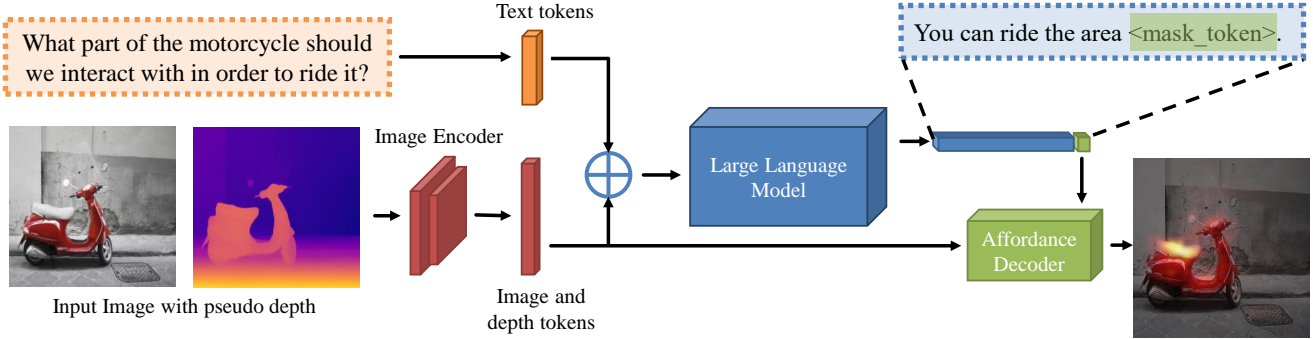 What part of the motorcycle should
we interact with in order to ride it?
Text tokens
You can ride the area <mask_token>.
Image Encoder
Large Language
Model
Affordance
Decoder
Input Image with pseudo depth
Image and
depth tokens